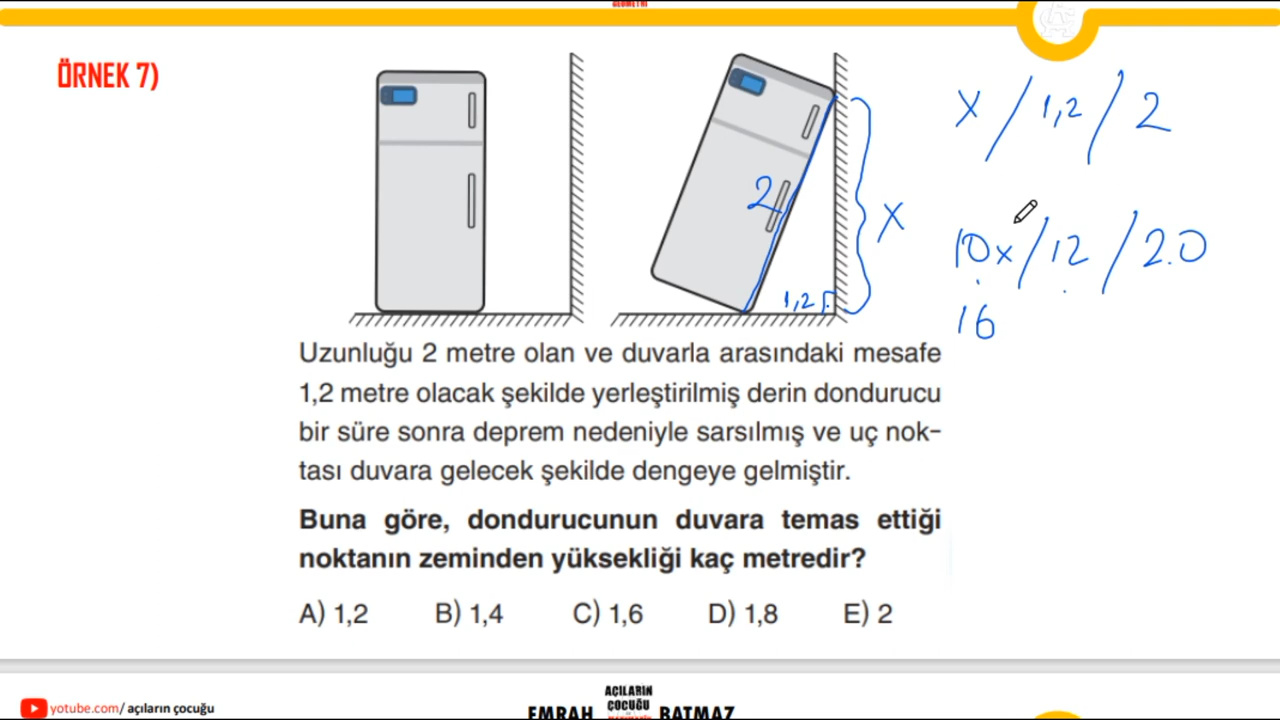 GEOMETRİ
ÖRNEK 7)
x / 1,2 / 2
2
x
10x / 12 / 2.0
1,2
16
Uzunluğu 2 metre olan ve duvarla arasındaki mesafe
1,2 metre olacak şekilde yerleştirilmiş derin dondurucu
bir süre sonra deprem nedeniyle sarsılmış ve uç nok-
tası duvara gelecek şekilde dengeye gelmiştir.
Buna göre, dondurucunun duvara temas ettiği
noktanın zeminden yüksekliği kaç metredir?
A) 1,2 B) 1,4 C) 1,6 D) 1,8 E) 2
yotube.com/ açıların çocuğu
AÇILARIN
ÇOCUĞU
EMRAH BATMAZ